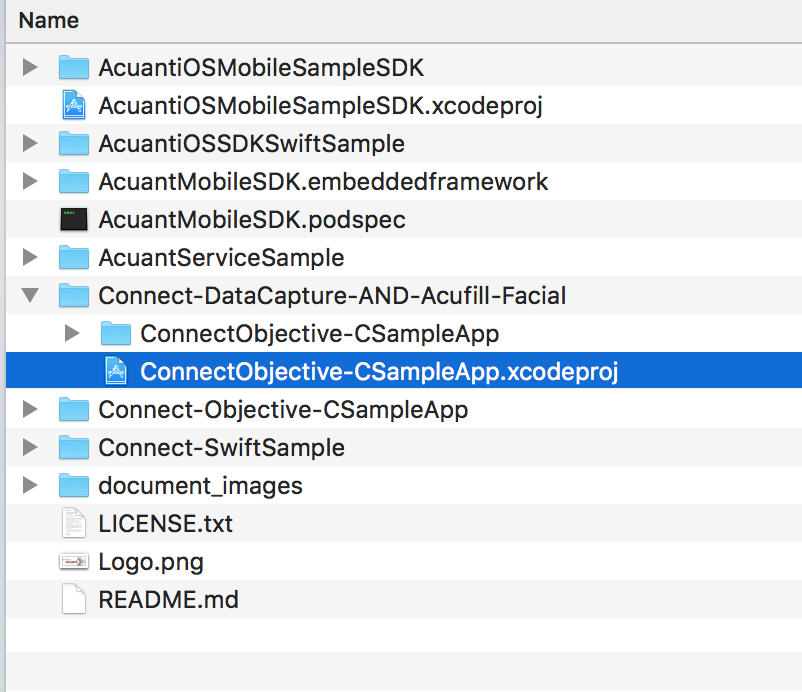 Name
AcuantiOSMobileSampleSDK
AcuantiOSMobileSampleSDK.xcodeproj
AcuantiOSSDKSwiftSample
AcuantMobileSDK.embeddedframework
AcuantMobileSDK.podspec
AcuantServiceSample
Connect-DataCapture-AND-Acufill-Facial
ConnectObjective-CSampleApp
ConnectObjective-CSampleApp.xcodeproj
Connect-Objective-CSampleApp
Connect-SwiftSample
document_images
LICENSE.txt
Logo.png
README.md